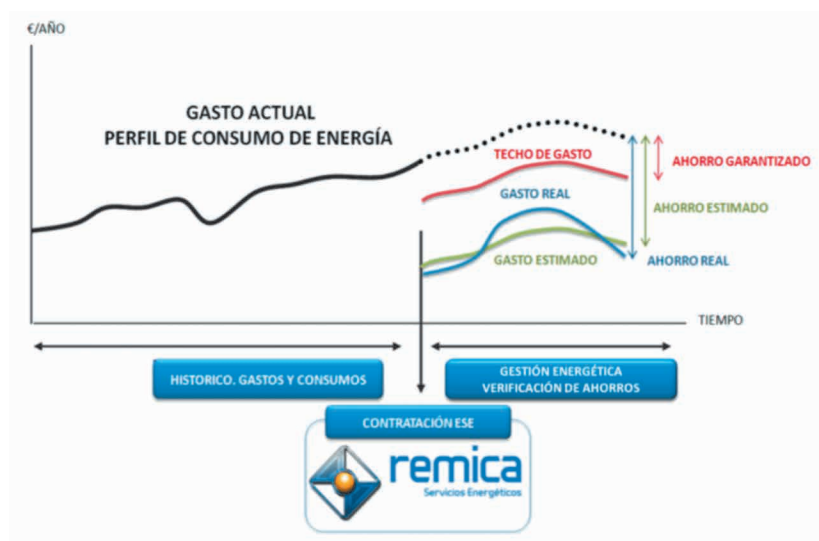 €/AÑO
GASTO ACTUAL
PERFIL DE CONSUMO DE ENERGÍA
TECHO DE GASTO
AHORRO GARANTIZADO
GASTO REAL
AHORRO ESTIMADO
GASTO ESTIMADO
AHORRO REAL
TIEMPO
HISTORICO. GASTOS Y CONSUMOS
GESTIÓN ENERGÉTICA
VERIFICACIÓN DE AHORROS
CONTRATACIÓN ESE
remica
Servicios Energéticos